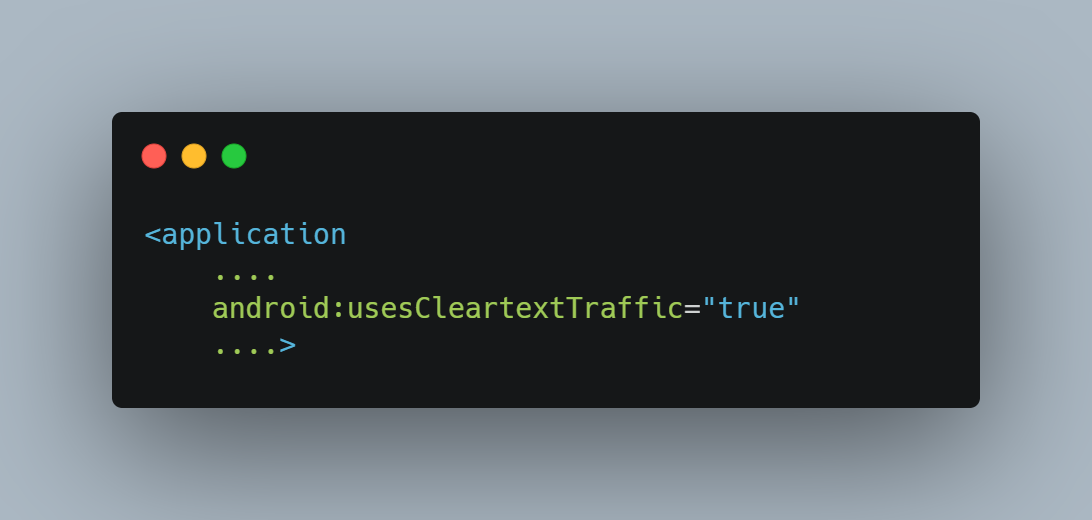 <application
....
android:usesCleartextTraffic="true"
....>